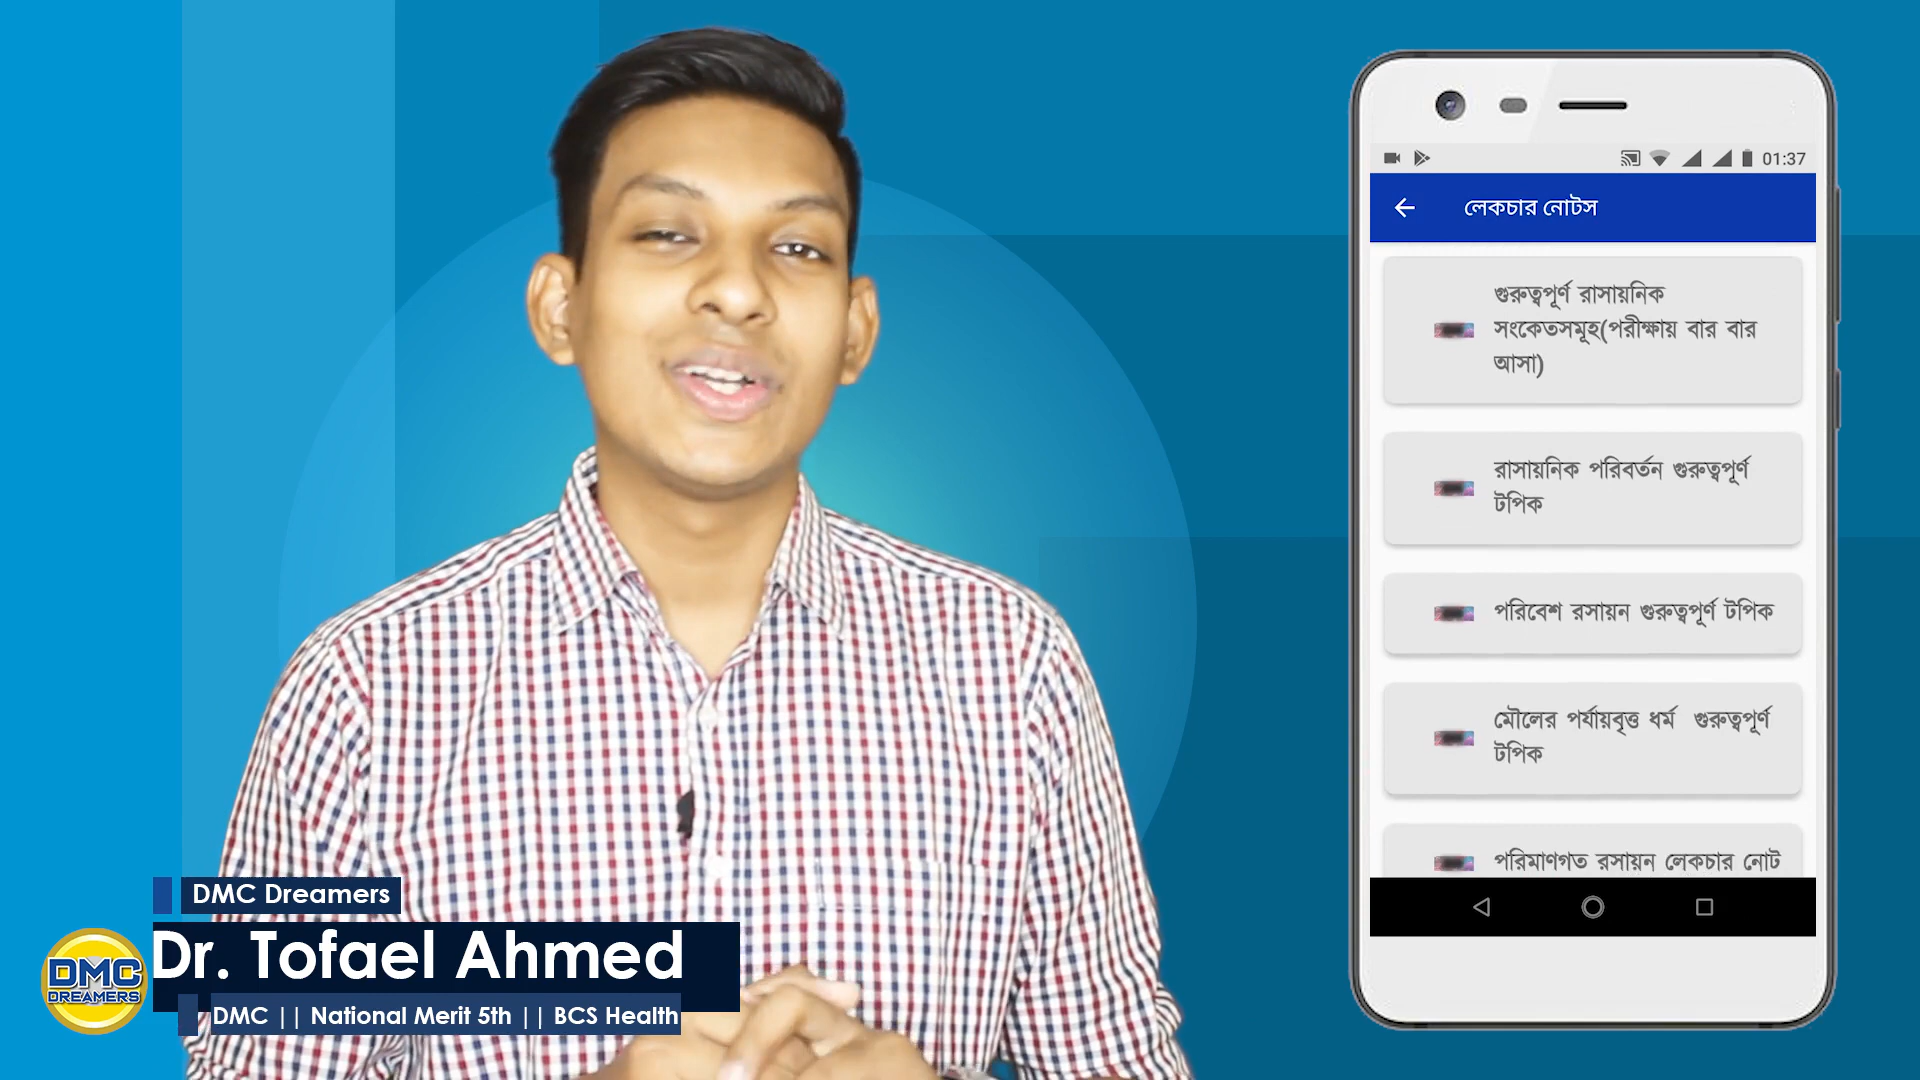 01:37
লেকচার নোটস
গুরুত্বপূর্ণ রাসায়নিক
সংকেতসমূহ(পরীক্ষায় বার বার
আসা)
রাসায়নিক পরিবর্তন গুরুত্বপূর্ণ
টপিক
পরিবেশ রসায়ন গুরুত্বপূর্ণ টপিক
মৌলের পর্যায়বৃত্ত ধর্ম গুরুত্বপূর্ণ
টপিক
পরিমাণগত রসায়ন লেকচার নোট
DMC Dreamers
Dr. Tofael Ahmed
DMC || National Merit 5th || BCS Health
DMC
DREAMERS